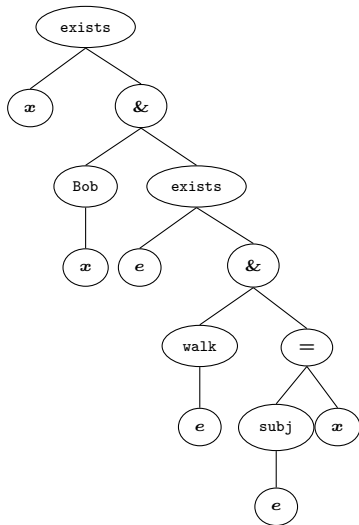 exists
x &
Bob exists
x e &
walk =
e subj x
e